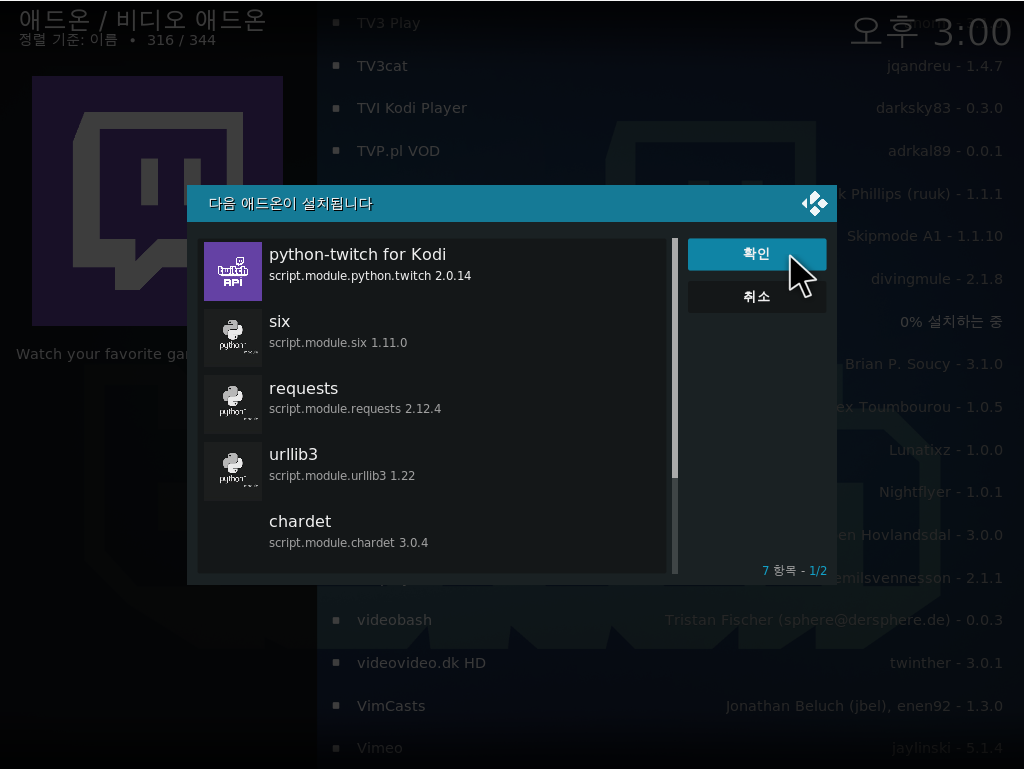 애드온 / 비디오 애드온
정렬 기준: 이름 • 316 / 344
오후 3:00
TV3 Play
TV3cat
jqandreu - 1.4.7
TVI Kodi Player
darksky83 - 0.3.0
TVP.pl VOD
adrkal89 - 0.0.1
k Phillips (ruuk) - 1.1.1
Skipmode A1 - 1.1.10
divingmule - 2.1.8
0% 설치하는 중
Brian P. Soucy - 3.1.0
ex Toumbourou - 1.0.5
Lunatixz - 1.0.0
Nightflyer - 1.0.1
en Hovlandsdal - 3.0.0
emilsvennesson - 2.1.1
Watch your favorite ga
다음 애드온이 설치됩니다
twitch
API
python-twitch for Kodi
script.module.python.twitch 2.0.14
python
six
script.module.six 1.11.0
python
requests
script.module.requests 2.12.4
python
urllib3
script.module.urllib3 1.22
chardet
script.module.chardet 3.0.4
확인
취소
7 항목 - 1/2
videobash
Tristan Fischer (sphere@dersphere.de) - 0.0.3
videovideo.dk HD
twinther - 3.0.1
VimCasts
Jonathan Beluch (jbel), enen92 - 1.3.0
Vimeo
jaylinski - 5.1.4